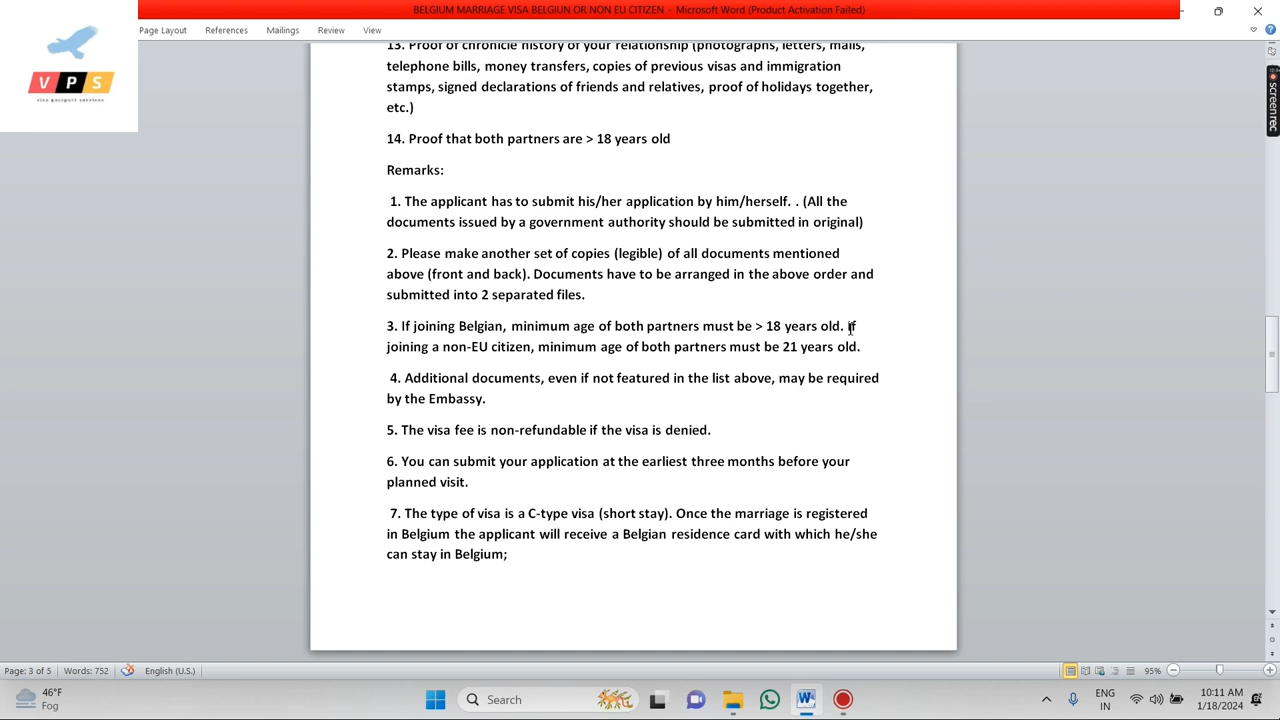 BELGIUM MARRIAGE VISA BELGIUN OR NON EU CITIZEN - Microsoft Word (Product Activation Failed)
Page Layout References Mailings Review View
V P S
visa passport services
13. Proof of chronicle history of your relationship (photographs, letters, mails,
telephone bills, money transfers, copies of previous visas and immigration
stamps, signed declarations of friends and relatives, proof of holidays together,
etc.)
14. Proof that both partners are > 18 years old
Remarks:
1. The applicant has to submit his/her application by him/herself. . (All the
documents issued by a government authority should be submitted in original)
2. Please make another set of copies (legible) of all documents mentioned
above (front and back). Documents have to be arranged in the above order and
submitted into 2 separated files.
3. If joining Belgian, minimum age of both partners must be > 18 years old. If
joining a non-EU citizen, minimum age of both partners must be 21 years old.
4. Additional documents, even if not featured in the list above, may be required
by the Embassy.
5. The visa fee is non-refundable if the visa is denied.
6. You can submit your application at the earliest three months before your
planned visit.
7. The type of visa is a C-type visa (short stay). Once the marriage is registered
in Belgium the applicant will receive a Belgian residence card with which he/she
can stay in Belgium;
screen rec
Page: 3 of 5 Words: 752 English (U.S.) 95%
46°F
Fog
Search
ENG
IN
10:11 AM
1/18/2024